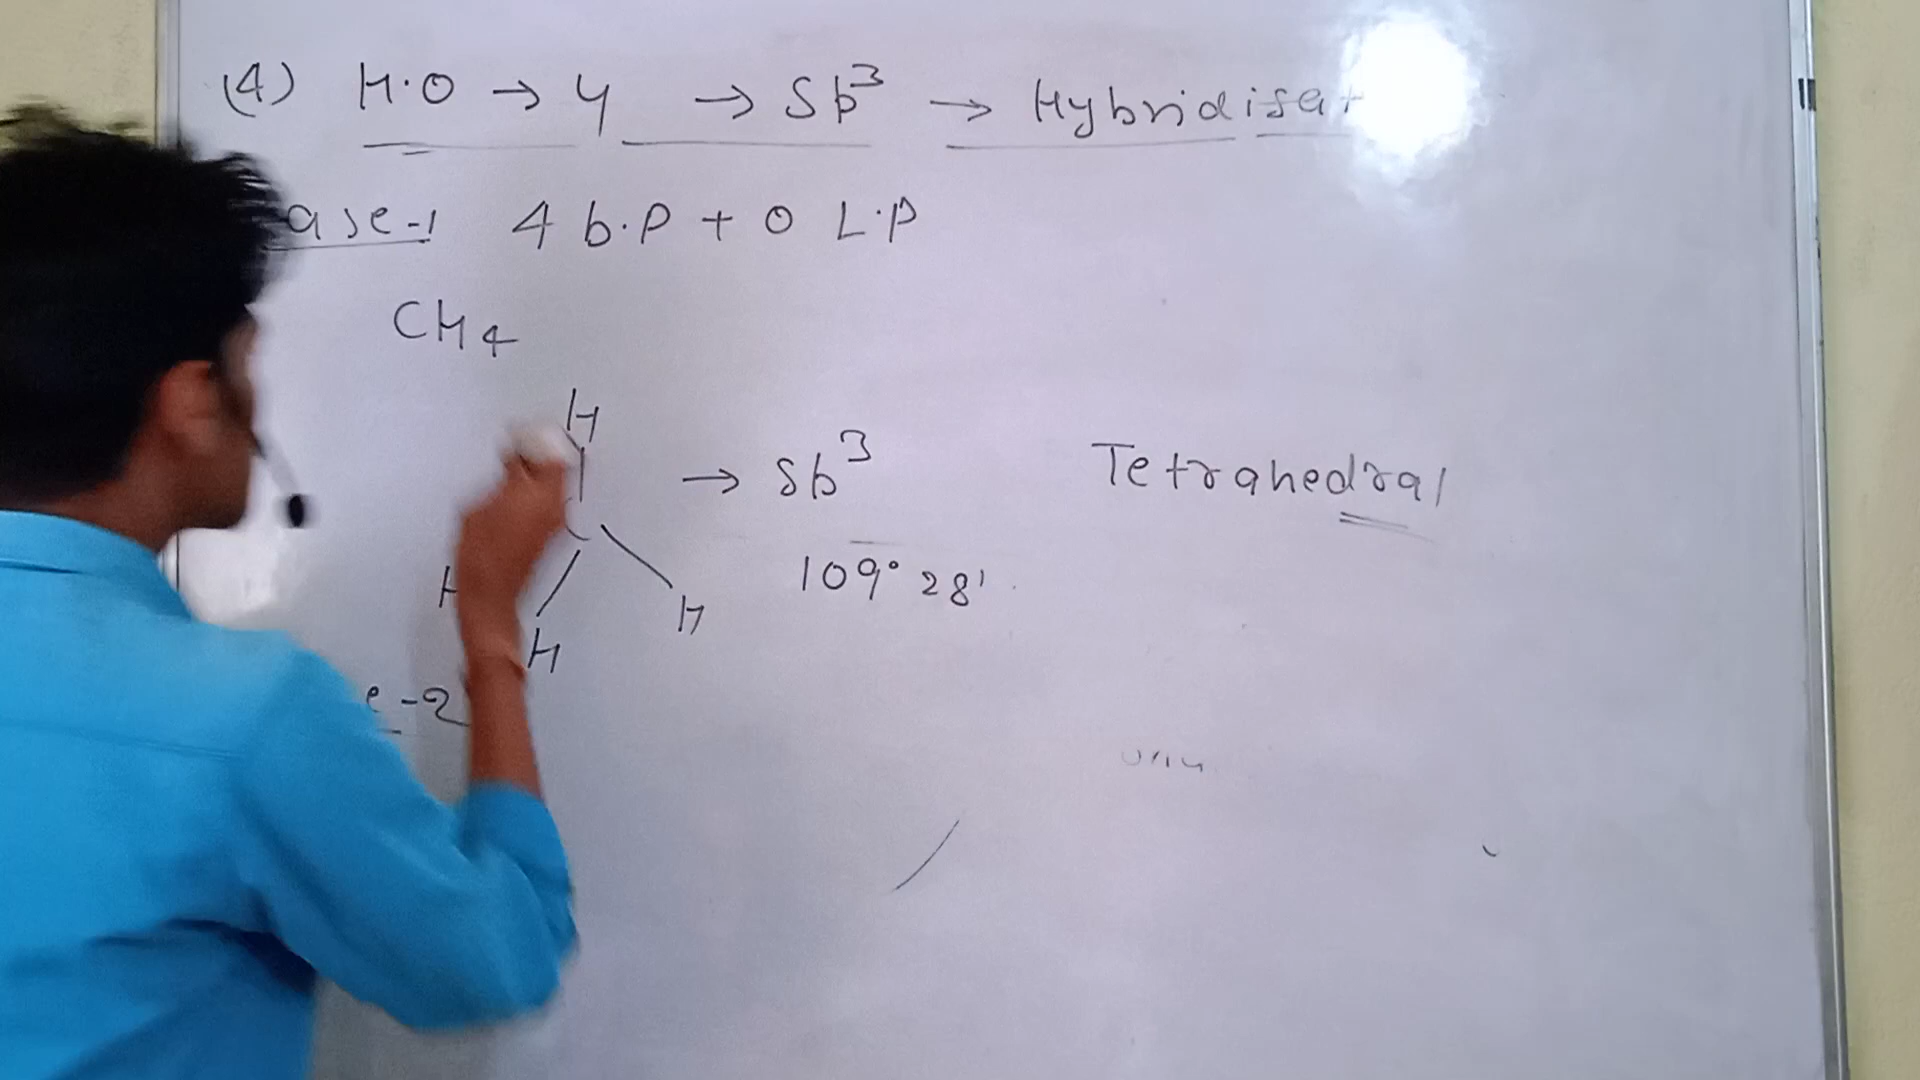 (4) H.O → 4 → Sp³ → Hybridisat
ase-1 4 b.p + 0 L.P
CH4
H
→ Sp³ Tetrahedral
109° 28'
H H
H
e-2